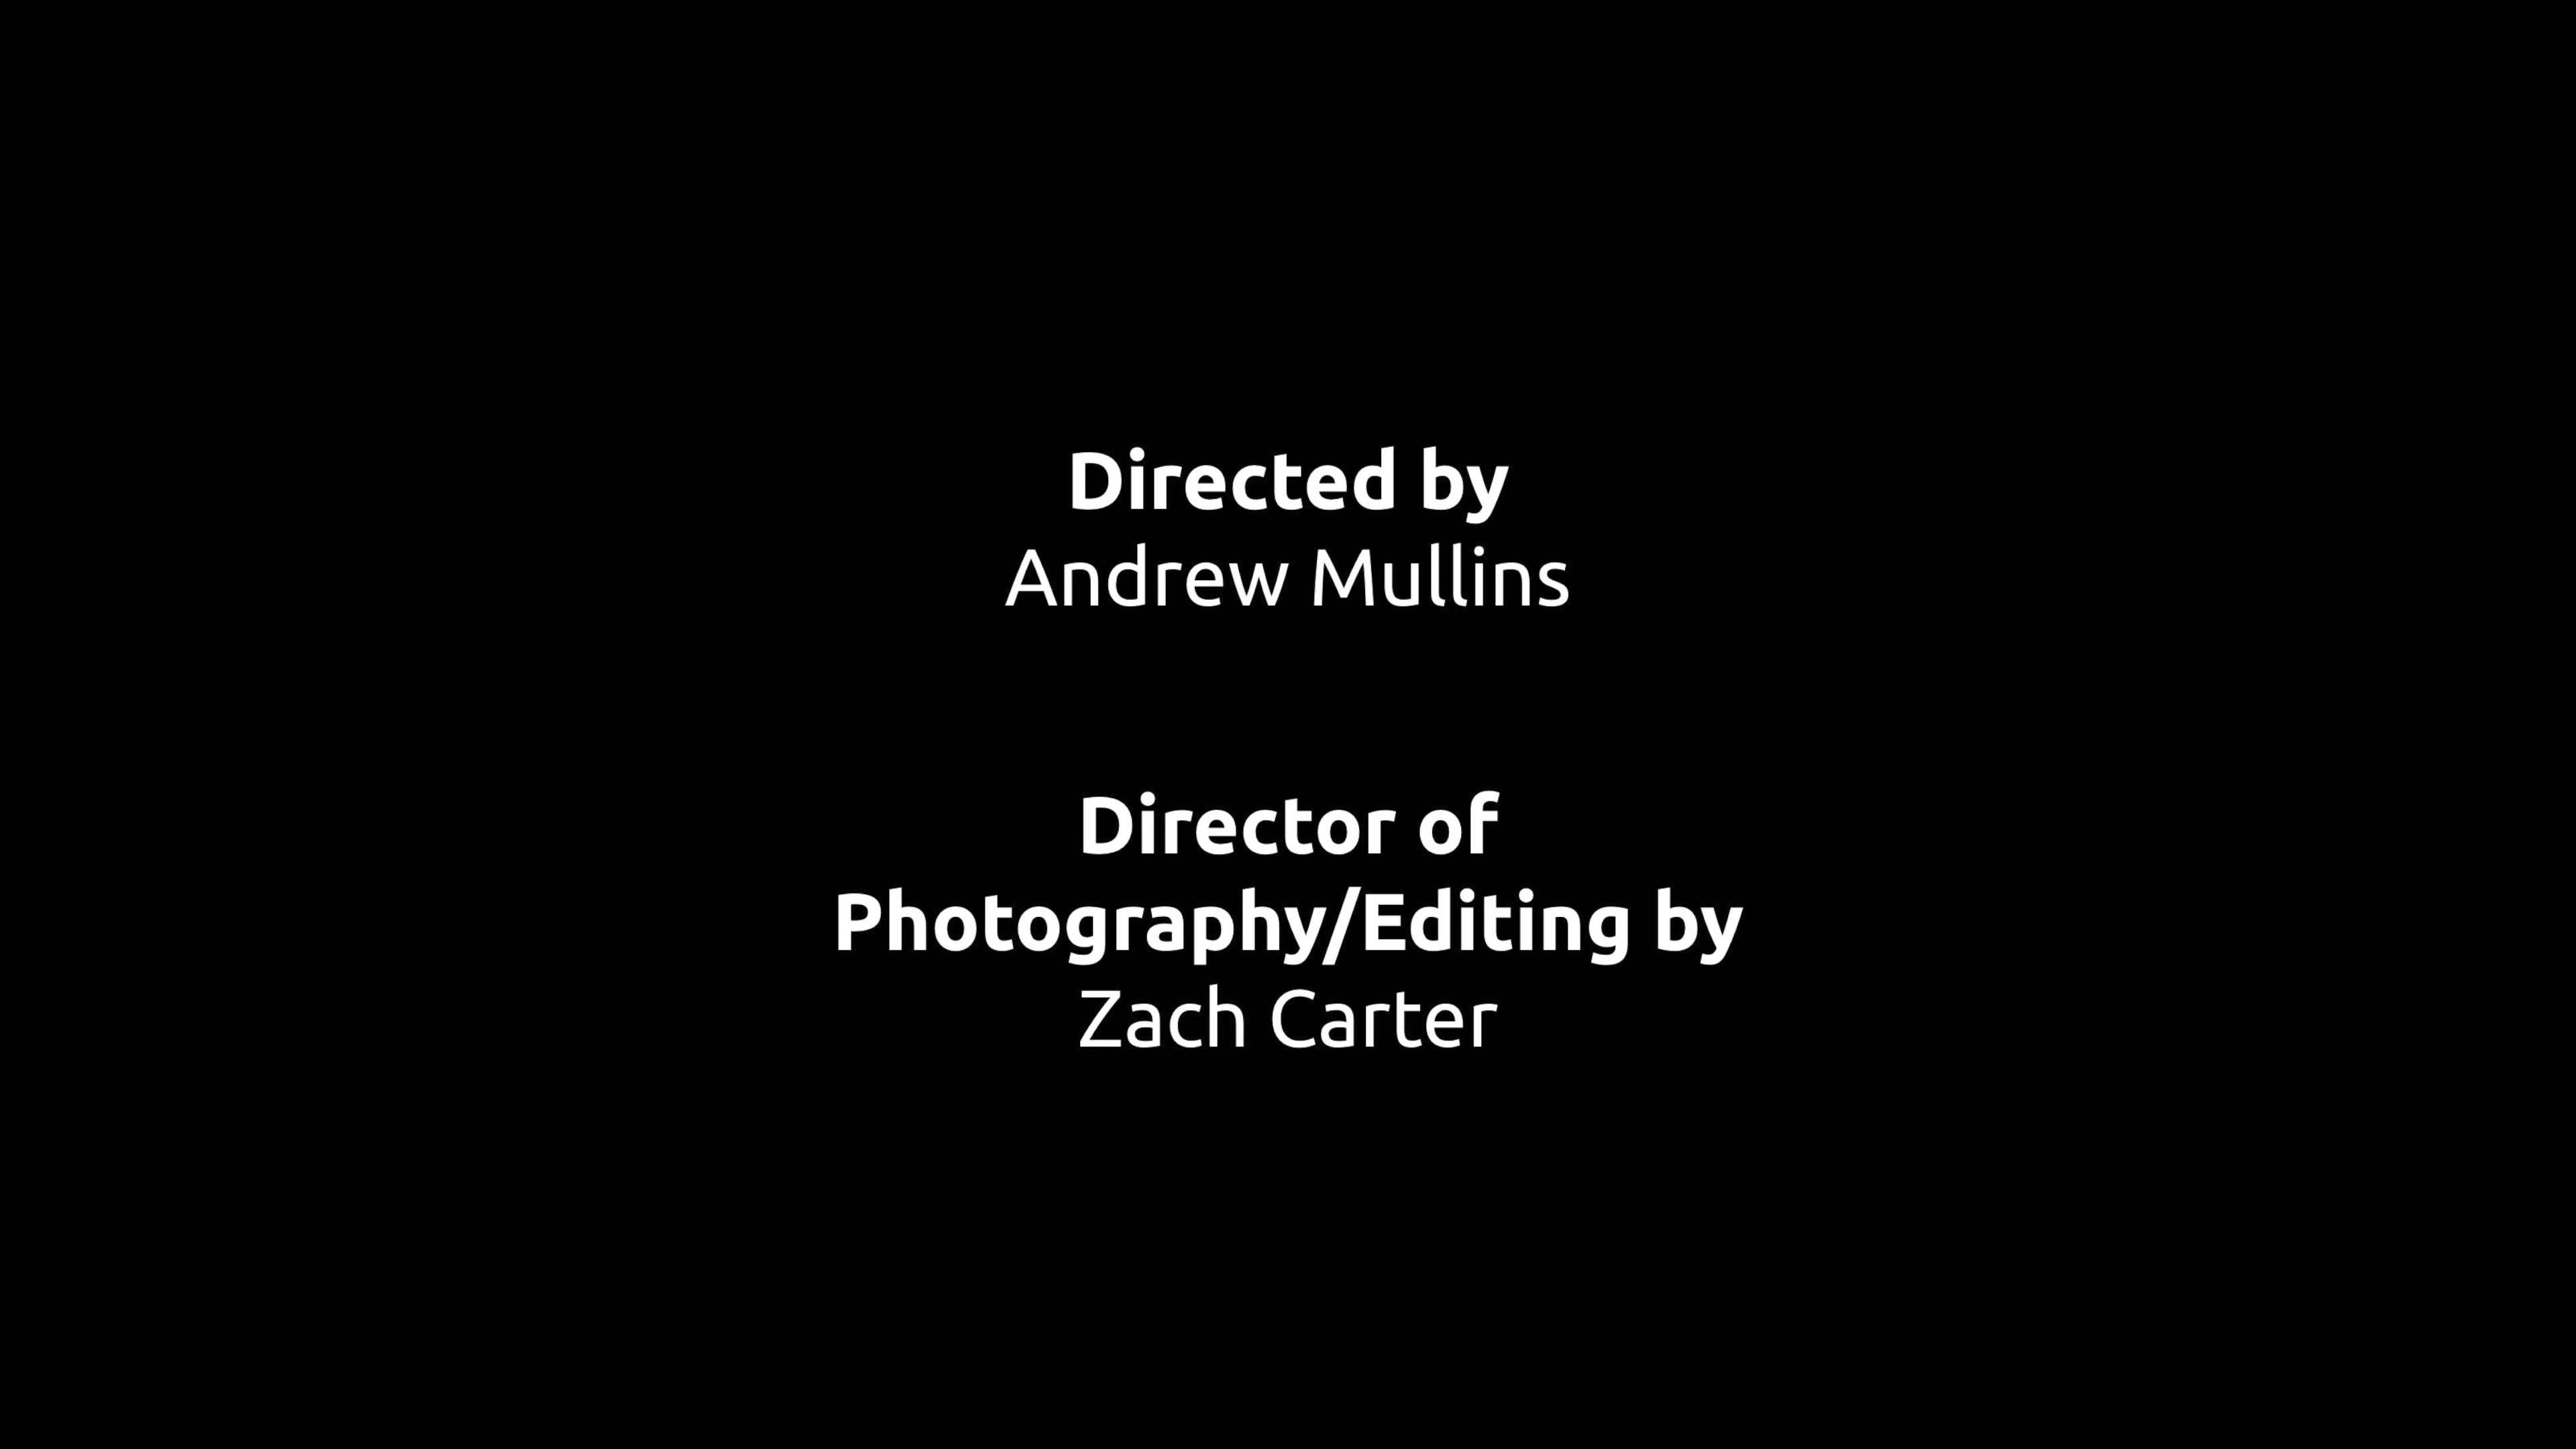 Directed by
Andrew Mullins
Director of
Photography/Editing by
Zach Carter